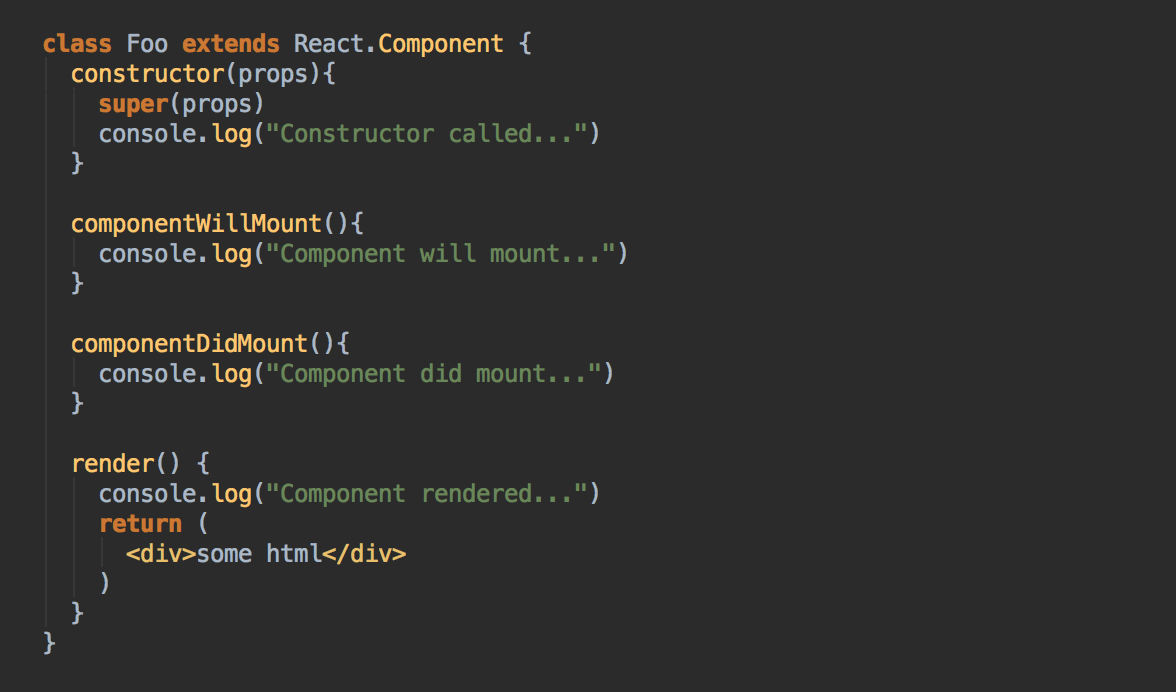 class Foo extends React.Component {
  constructor(props){
    super(props)
    console.log("Constructor called...")
  }

  componentWillMount(){
    console.log("Component will mount...")
  }

  componentDidMount(){
    console.log("Component did mount...")
  }

  render() {
    console.log("Component rendered...")
    return (
      <div>some html</div>
    )
  }
}